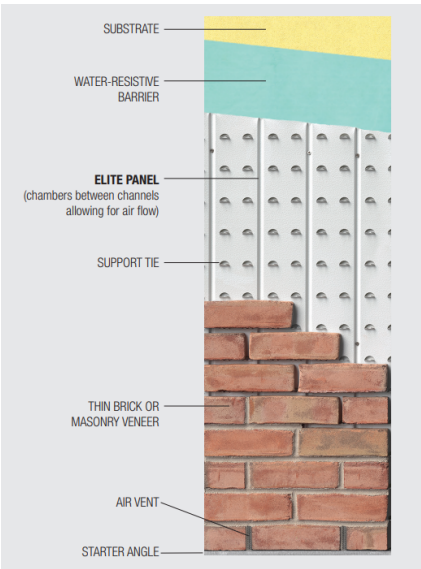 SUBSTRATE
WATER-RESISTIVE
BARRIER
ELITE PANEL
(chambers between channels
allowing for air flow)
SUPPORT TIE
THIN BRICK OR
MASONRY VENEER
AIR VENT
STARTER ANGLE